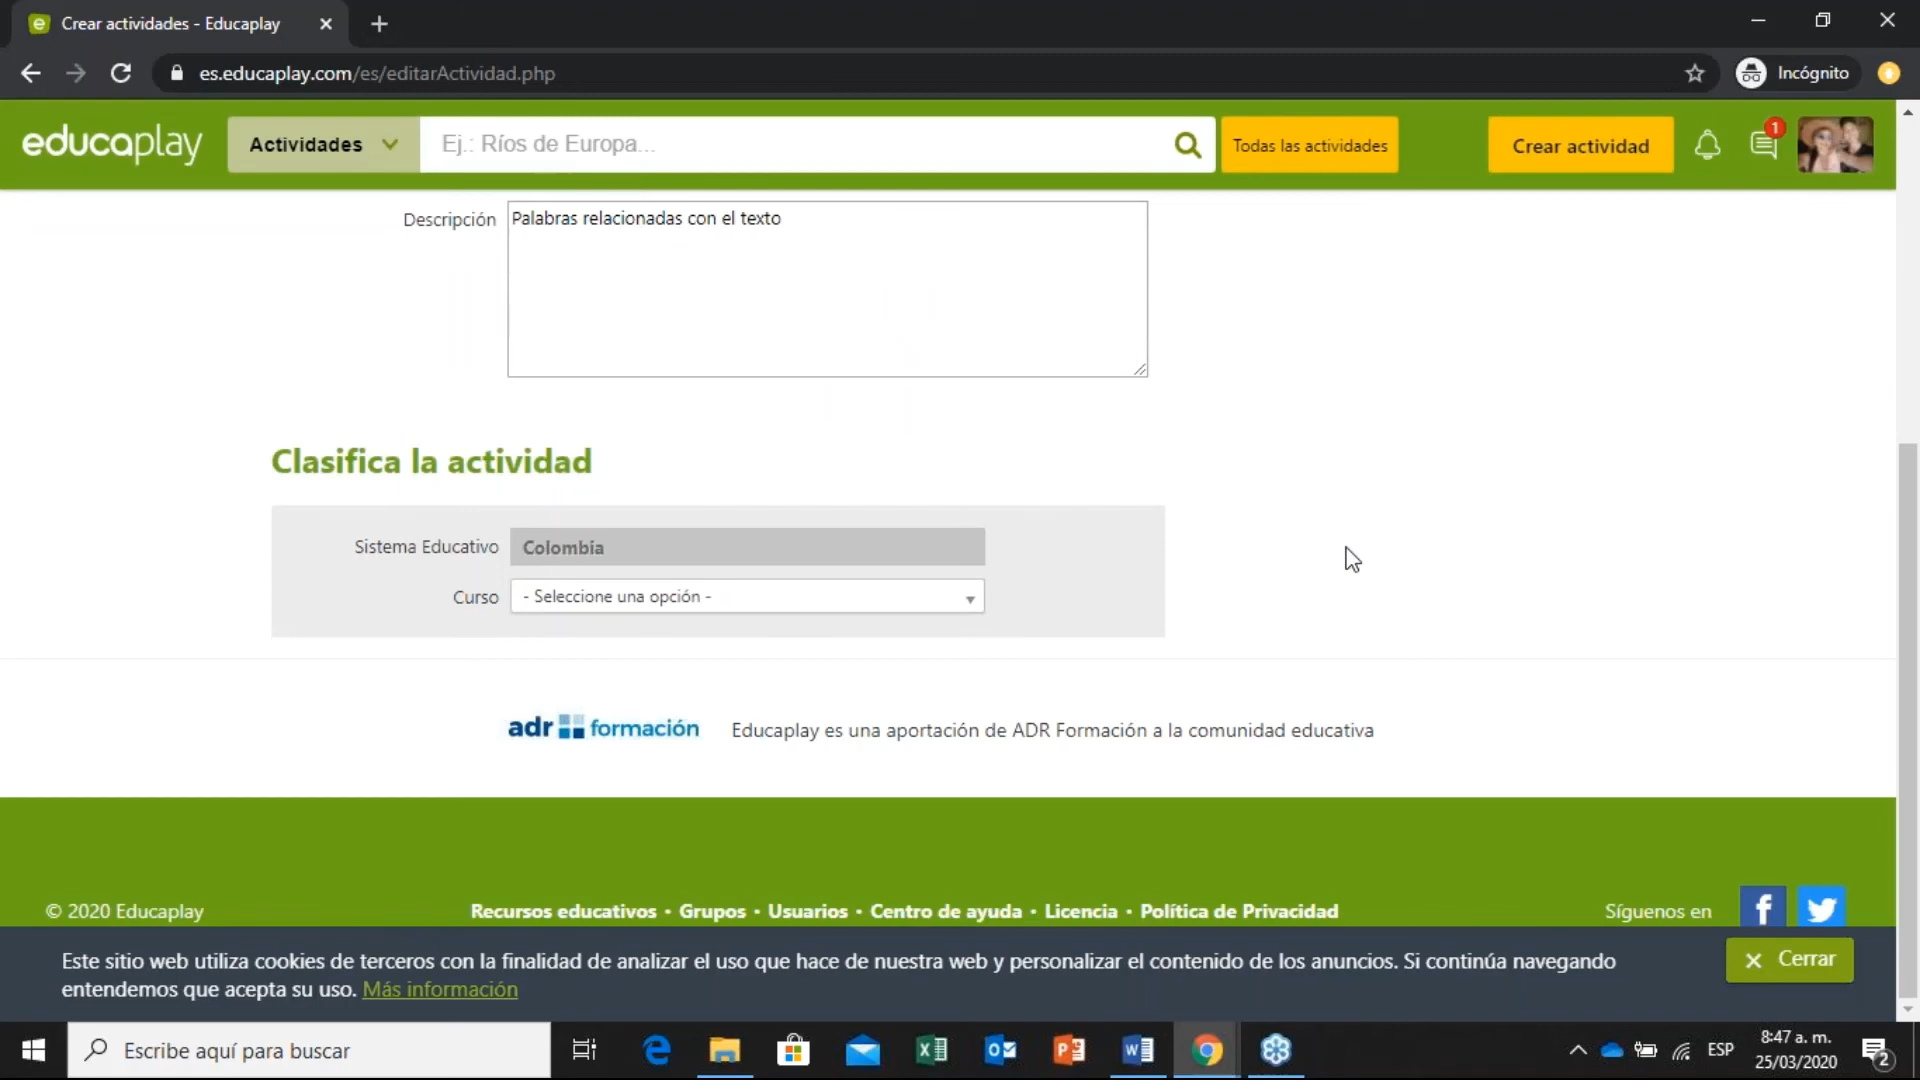 Crear actividades - Educaplay
es.educaplay.com/es/editarActividad.php
Incógnito
educaplay
Actividades
Ej.: Ríos de Europa...
Todas las actividades
Crear actividad
1
Descripción
Palabras relacionadas con el texto
Clasifica la actividad
Sistema Educativo
Colombia
Curso
- Seleccione una opción -
adr formación
Educaplay es una aportación de ADR Formación a la comunidad educativa
© 2020 Educaplay
Recursos educativos · Grupos · Usuarios · Centro de ayuda · Licencia · Política de Privacidad
Síguenos en
Este sitio web utiliza cookies de terceros con la finalidad de analizar el uso que hace de nuestra web y personalizar el contenido de los anuncios. Si continúa navegando
entendemos que acepta su uso. Más información
Cerrar
Escribe aquí para buscar
ESP
8:47 a. m.
25/03/2020
2